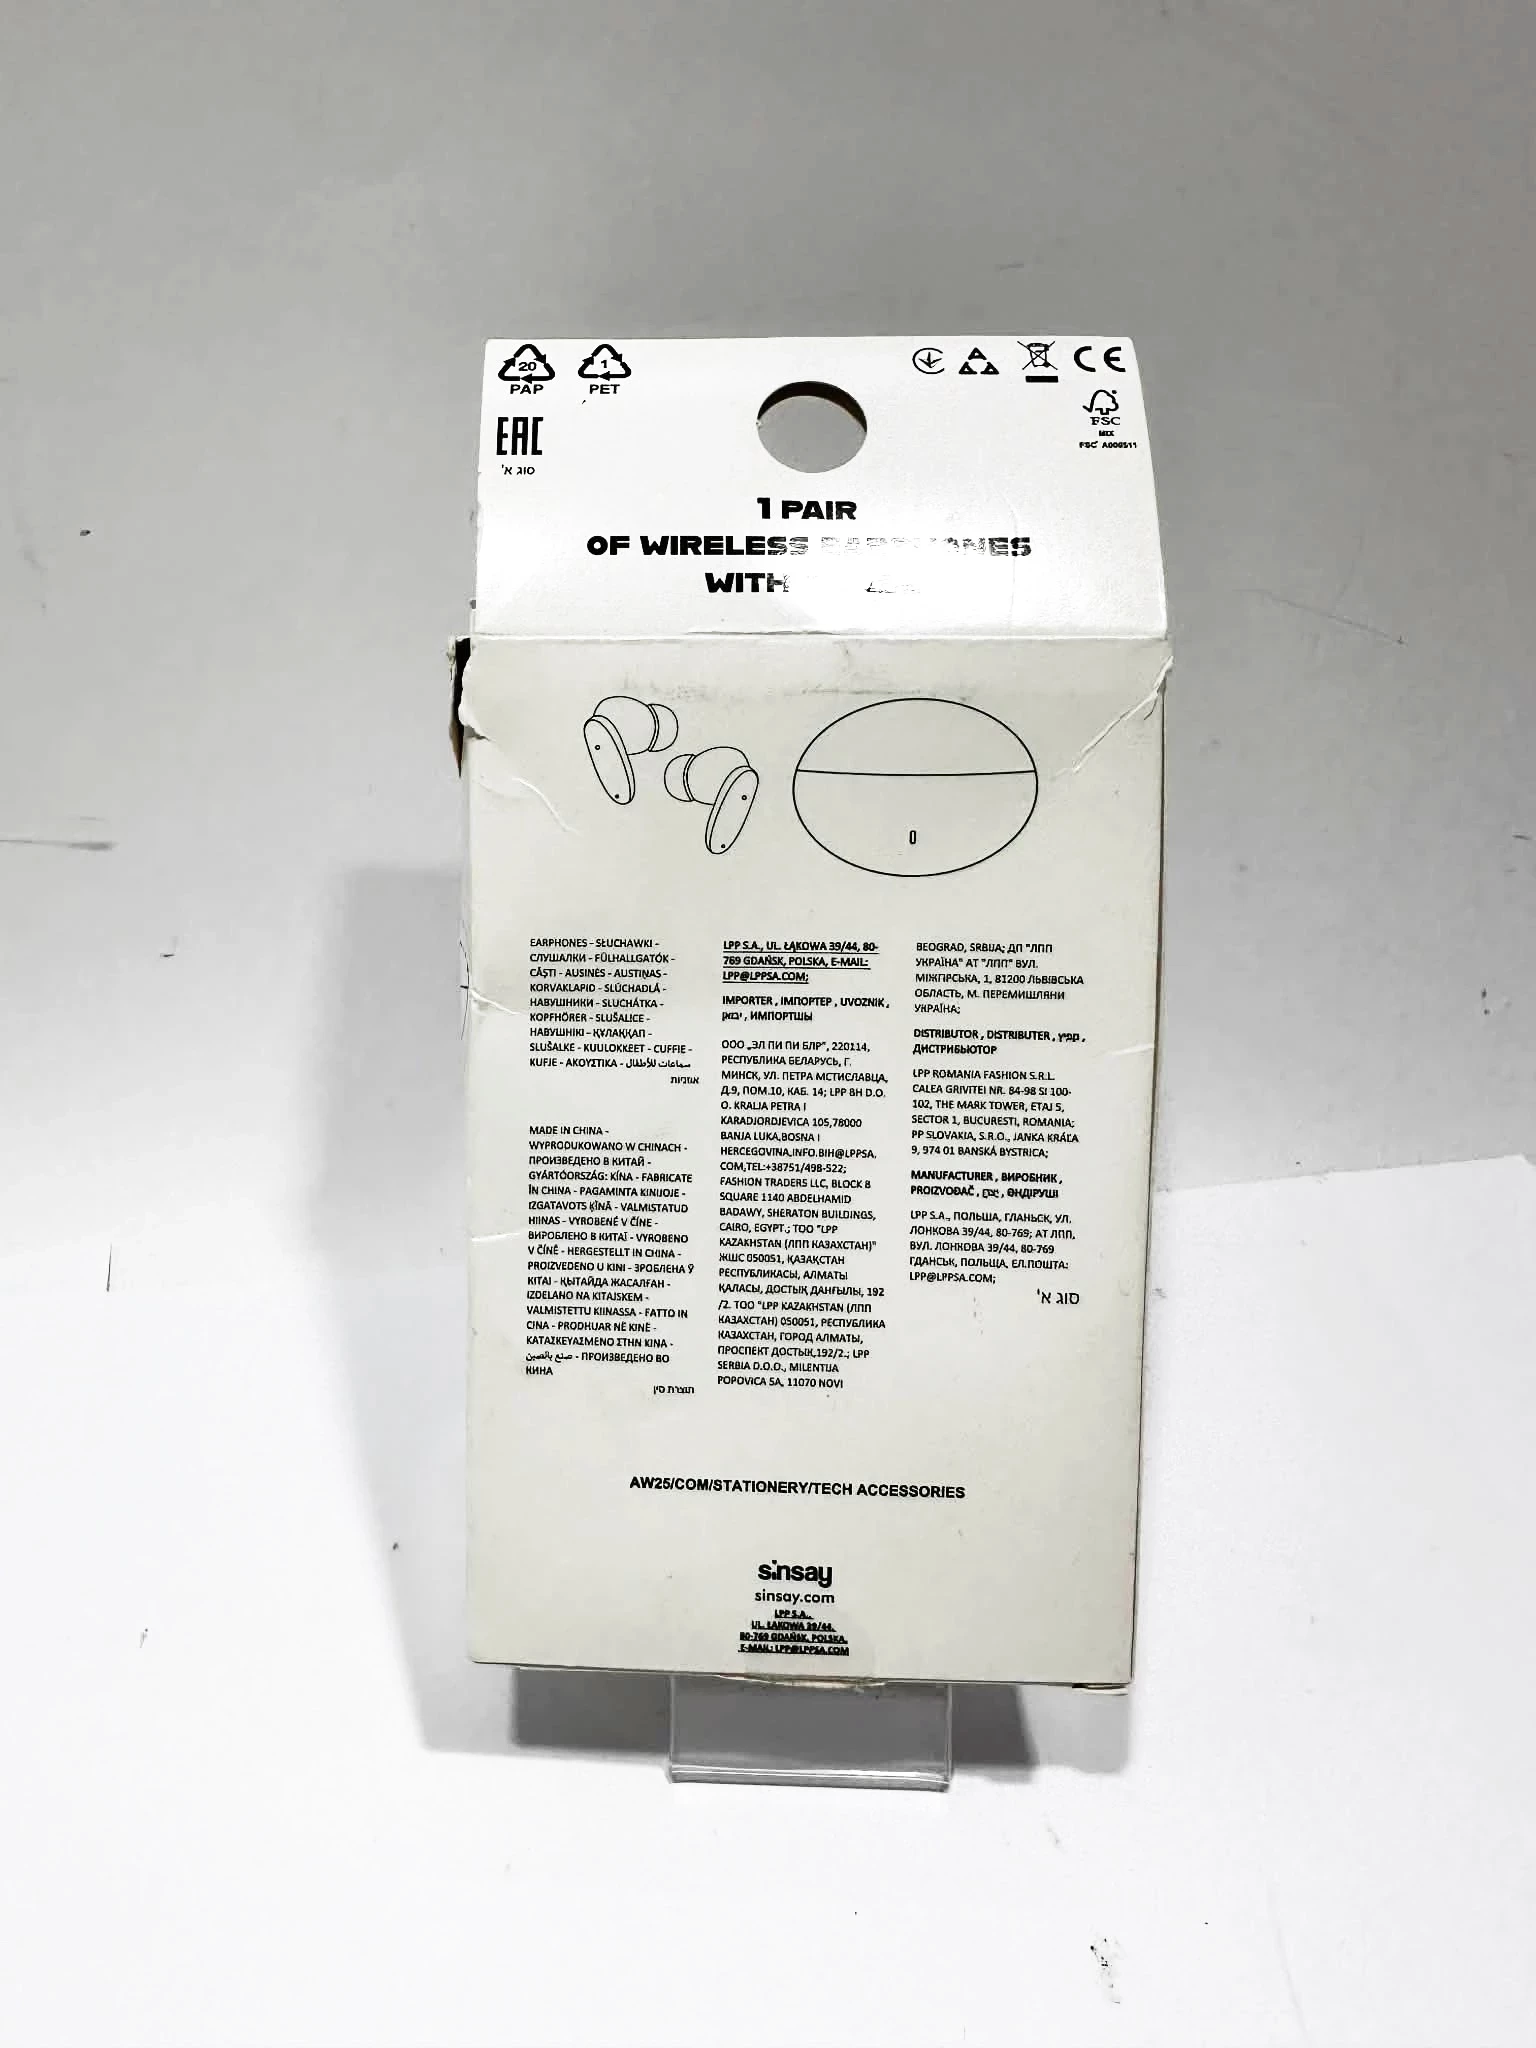 20
PAP
1
PET
CE
EAC
סוג א'
FSC
MIX
FSC A000511
1 PAIR
OF WIRELESS EARPHONES
WITH
EARPHONES - SŁUCHAWKI -
СЛУШАЛКИ - FÜLHALLGATÓK -
CĂȘTI - AUSINĖS - AUSTIŅAS -
KORVAKLAPID - SLÚCHADLÁ -
НАВУШНИКИ - SLUCHÁTKA -
KOPFHÖRER - SLUŠALICE -
НАВУШНІКІ - ҚҰЛАҚҚАП -
SLUŠALKE - KUULOKKEET - CUFFIE -
KUFJE - ΑΚΟΥΣΤΙΚΑ - سماعات للأطفال
אוזניות
MADE IN CHINA -
WYPRODUKOWANO W CHINACH -
ПРОИЗВЕДЕНО В КИТАЙ -
GYÁRTÓORSZÁG: KÍNA - FABRICATE
ÎN CHINA - PAGAMINTA KINIJOJE -
IZGATAVOTS ĶĪNĀ - VALMISTATUD
HIINAS - VYROBENÉ V ČÍNE -
ВИРОБЛЕНО В КИТАЇ - VYROBENO
V ČÍNĚ - HERGESTELLT IN CHINA -
PROIZVEDENO U KINI - ЗРОБЛЕНА Ў
КІТАІ - ҚЫТАЙДА ЖАСАЛҒАН -
IZDELANO NA KITAJSKEM -
VALMISTETTU KIINASSA - FATTO IN
CINA - PRODHUAR NË KINË -
ΚΑΤΑΣΚΕΥΑΣΜΕΝΟ ΣΤΗΝ ΚΙΝΑ -
صنع بالصين - ПРОИЗВЕДЕНО ВО
КИНА
תוצרת סין
LPP S.A., UL. ŁĄKOWA 39/44, 80-
769 GDAŃSK, POLSKA, E-MAIL:
LPP@LPPSA.COM;
IMPORTER , ІМПОРТЕР , UVOZNIK ,
יבואן , ИМПОРТШЫ
ООО „ЭЛ ПИ ПИ БЛР", 220114,
РЕСПУБЛИКА БЕЛАРУСЬ, Г.
МИНСК, УЛ. ПЕТРА МСТИСЛАВЦА,
Д.9, ПОМ.10, КАБ. 14; LPP BH D.O.
O. KRALJA PETRA I
KARADJORDJEVICA 105,78000
BANJA LUKA,BOSNA I
HERCEGOVINA,INFO.BIH@LPPSA.
COM,TEL:+38751/498-522;
FASHION TRADERS LLC, BLOCK 8
SQUARE 1140 ABDELHAMID
BADAWY, SHERATON BUILDINGS,
CAIRO, EGYPT.; ТОО "LPP
KAZAKHSTAN (ЛПП КАЗАХСТАН)"
ЖШС 050051, ҚАЗАҚСТАН
РЕСПУБЛИКАСЫ, АЛМАТЫ
ҚАЛАСЫ, ДОСТЫҚ ДАҢҒЫЛЫ, 192
/2. ТОО "LPP KAZAKHSTAN (ЛПП
КАЗАХСТАН) 050051, РЕСПУБЛИКА
КАЗАХСТАН, ГОРОД АЛМАТЫ,
ПРОСПЕКТ ДОСТЫК,192/2.; LPP
SERBIA D.O.O., MILENTIJA
POPOVICA 5A, 11070 NOVI
BEOGRAD, SRBIJA; ДП "ЛПП
УКРАЇНА" АТ "ЛПП" ВУЛ.
МІЖГІРСЬКА, 1, 81200 ЛЬВІВСЬКА
ОБЛАСТЬ, М. ПЕРЕМИШЛЯНИ
УКРАЇНА;
DISTRIBUTOR , DISTRIBUTER , מפיץ ,
ДИСТРИБЬЮТОР
LPP ROMANIA FASHION S.R.L.
CALEA GRIVITEI NR. 84-98 SI 100-
102, THE MARK TOWER, ETAJ 5,
SECTOR 1, BUCURESTI, ROMANIA;
PP SLOVAKIA, S.R.O., JANKA KRÁĽA
9, 974 01 BANSKÁ BYSTRICA;
MANUFACTURER , ВИРОБНИК ,
PROIZVOĐAČ , יצרן , ӨНДІРУШІ
LPP S.A., ПОЛЬША, ГДАНЬСК, УЛ.
ЛОНКОВА 39/44, 80-769; АТ ЛПП,
ВУЛ. ЛОНКОВА 39/44, 80-769
ГДАНСЬК, ПОЛЬЩА, ЕЛ.ПОШТА:
LPP@LPPSA.COM;
סוג א'
AW25/COM/STATIONERY/TECH ACCESSORIES
sinsay
sinsay.com
LPP S.A.,
UL. ŁĄKOWA 39/44,
80-769 GDAŃSK, POLSKA,
E-MAIL: LPP@LPPSA.COM